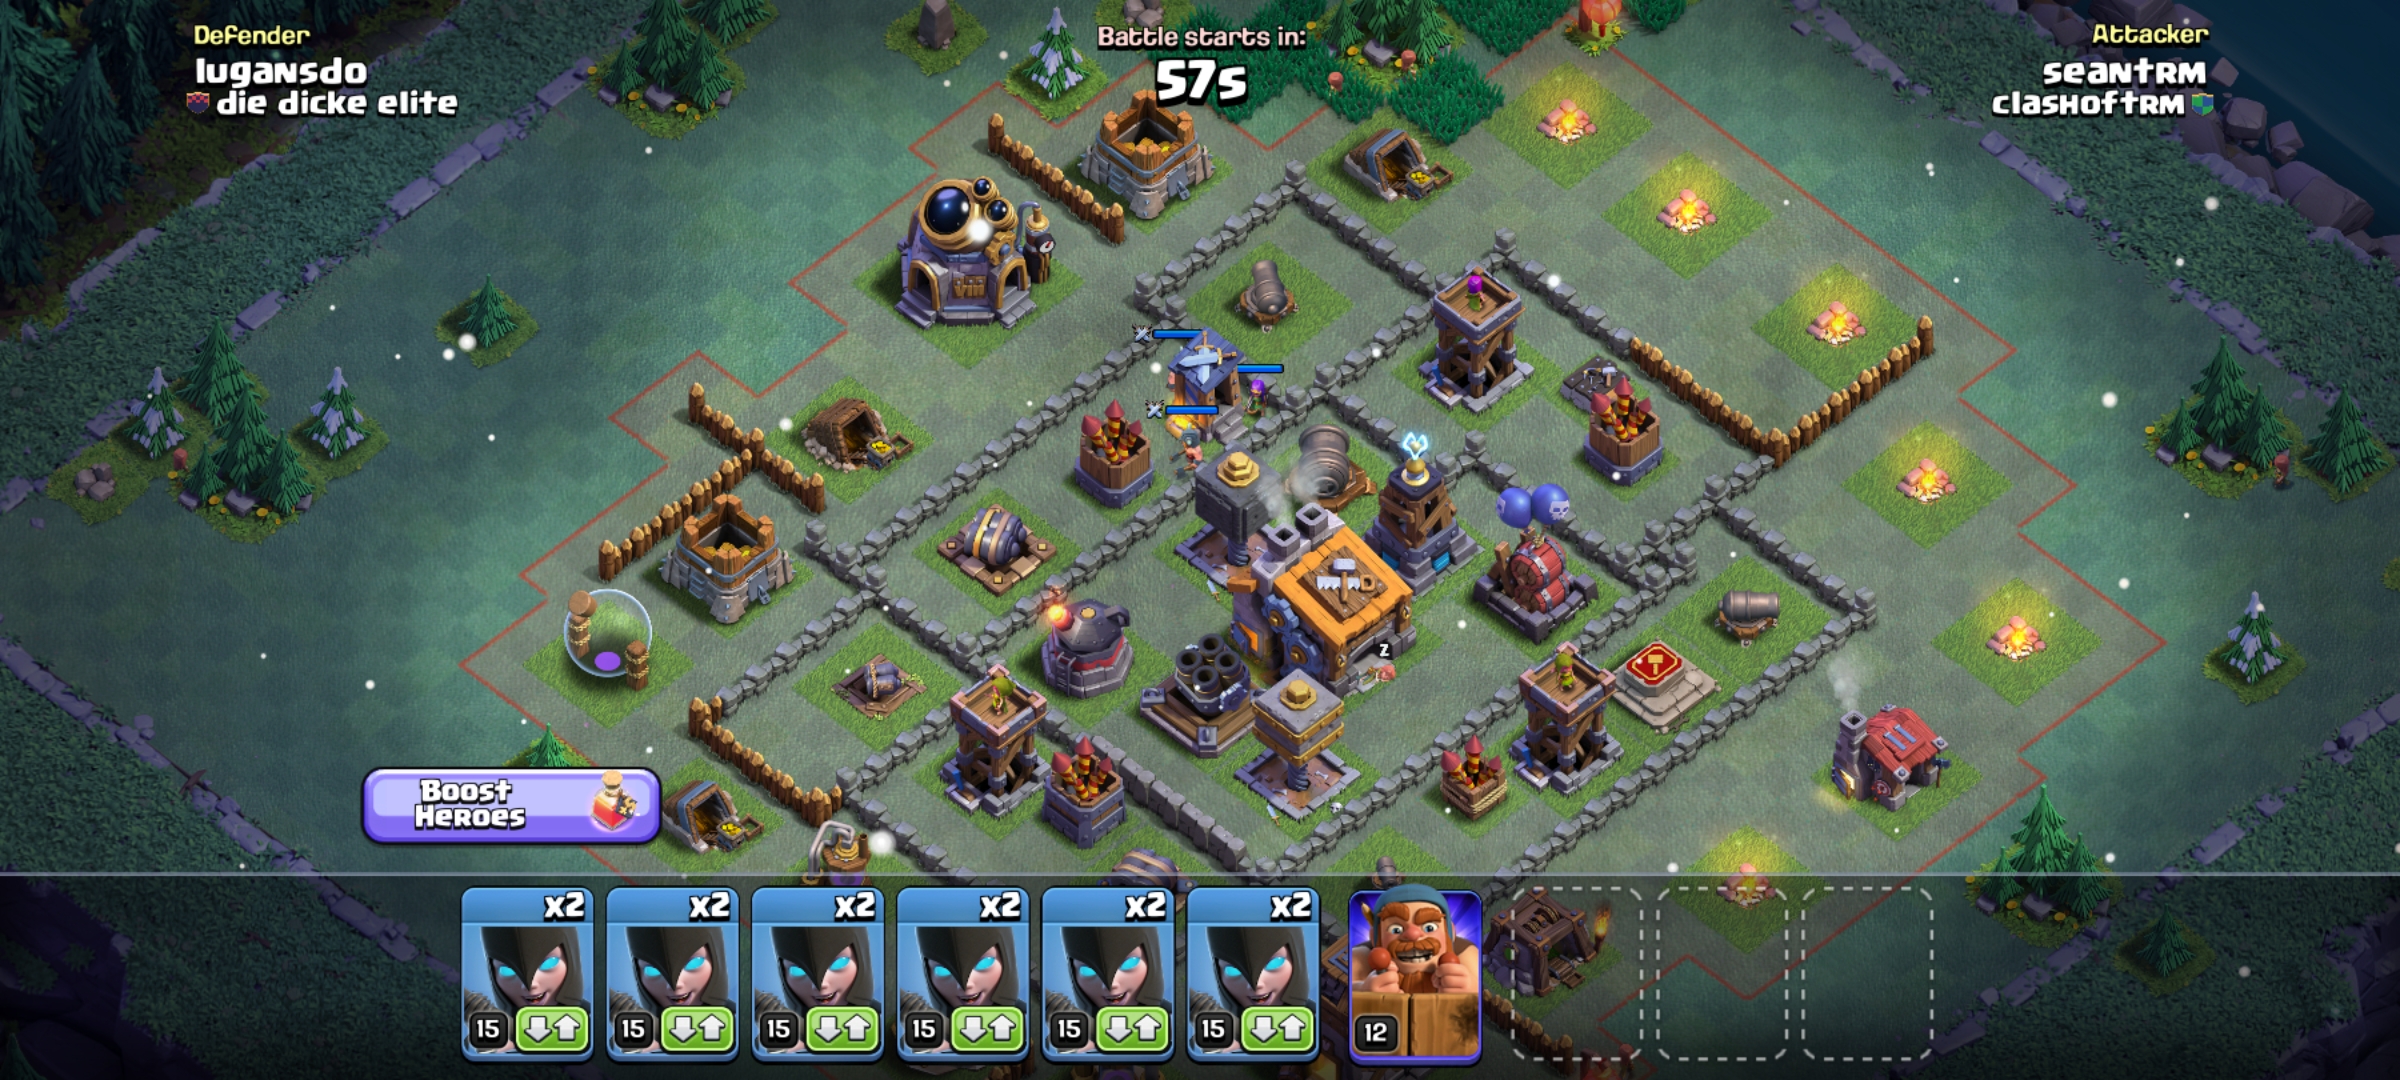 Defender
lugansdo
die dicke elite
Battle starts in:
57s
Attacker
seantRM
clashoftRM
VIII
z
Boost
Heroes
x2
x2
x2
x2
x2
x2
15
15
15
15
15
15
12